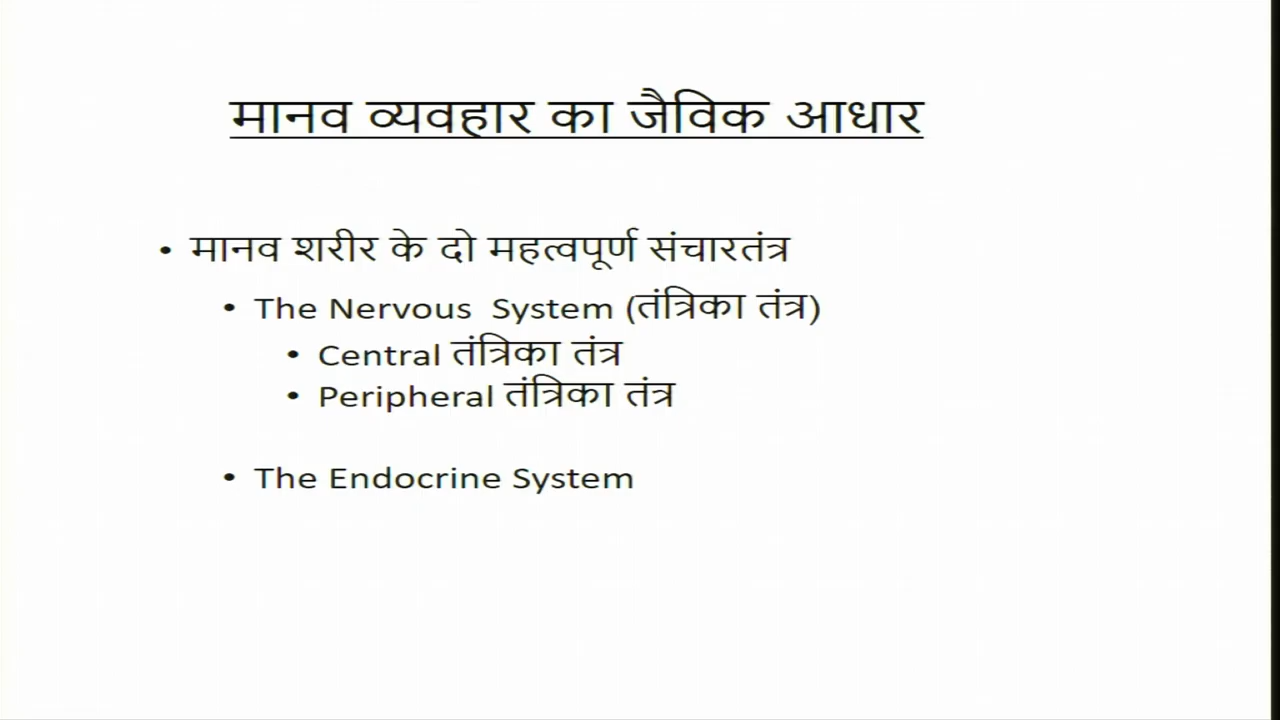 मानव व्यवहार का जैविक आधार
• मानव शरीर के दो महत्वपूर्ण संचारतंत्र
• The Nervous System (तंत्रिका तंत्र)
• Central तंत्रिका तंत्र
• Peripheral तंत्रिका तंत्र
• The Endocrine System